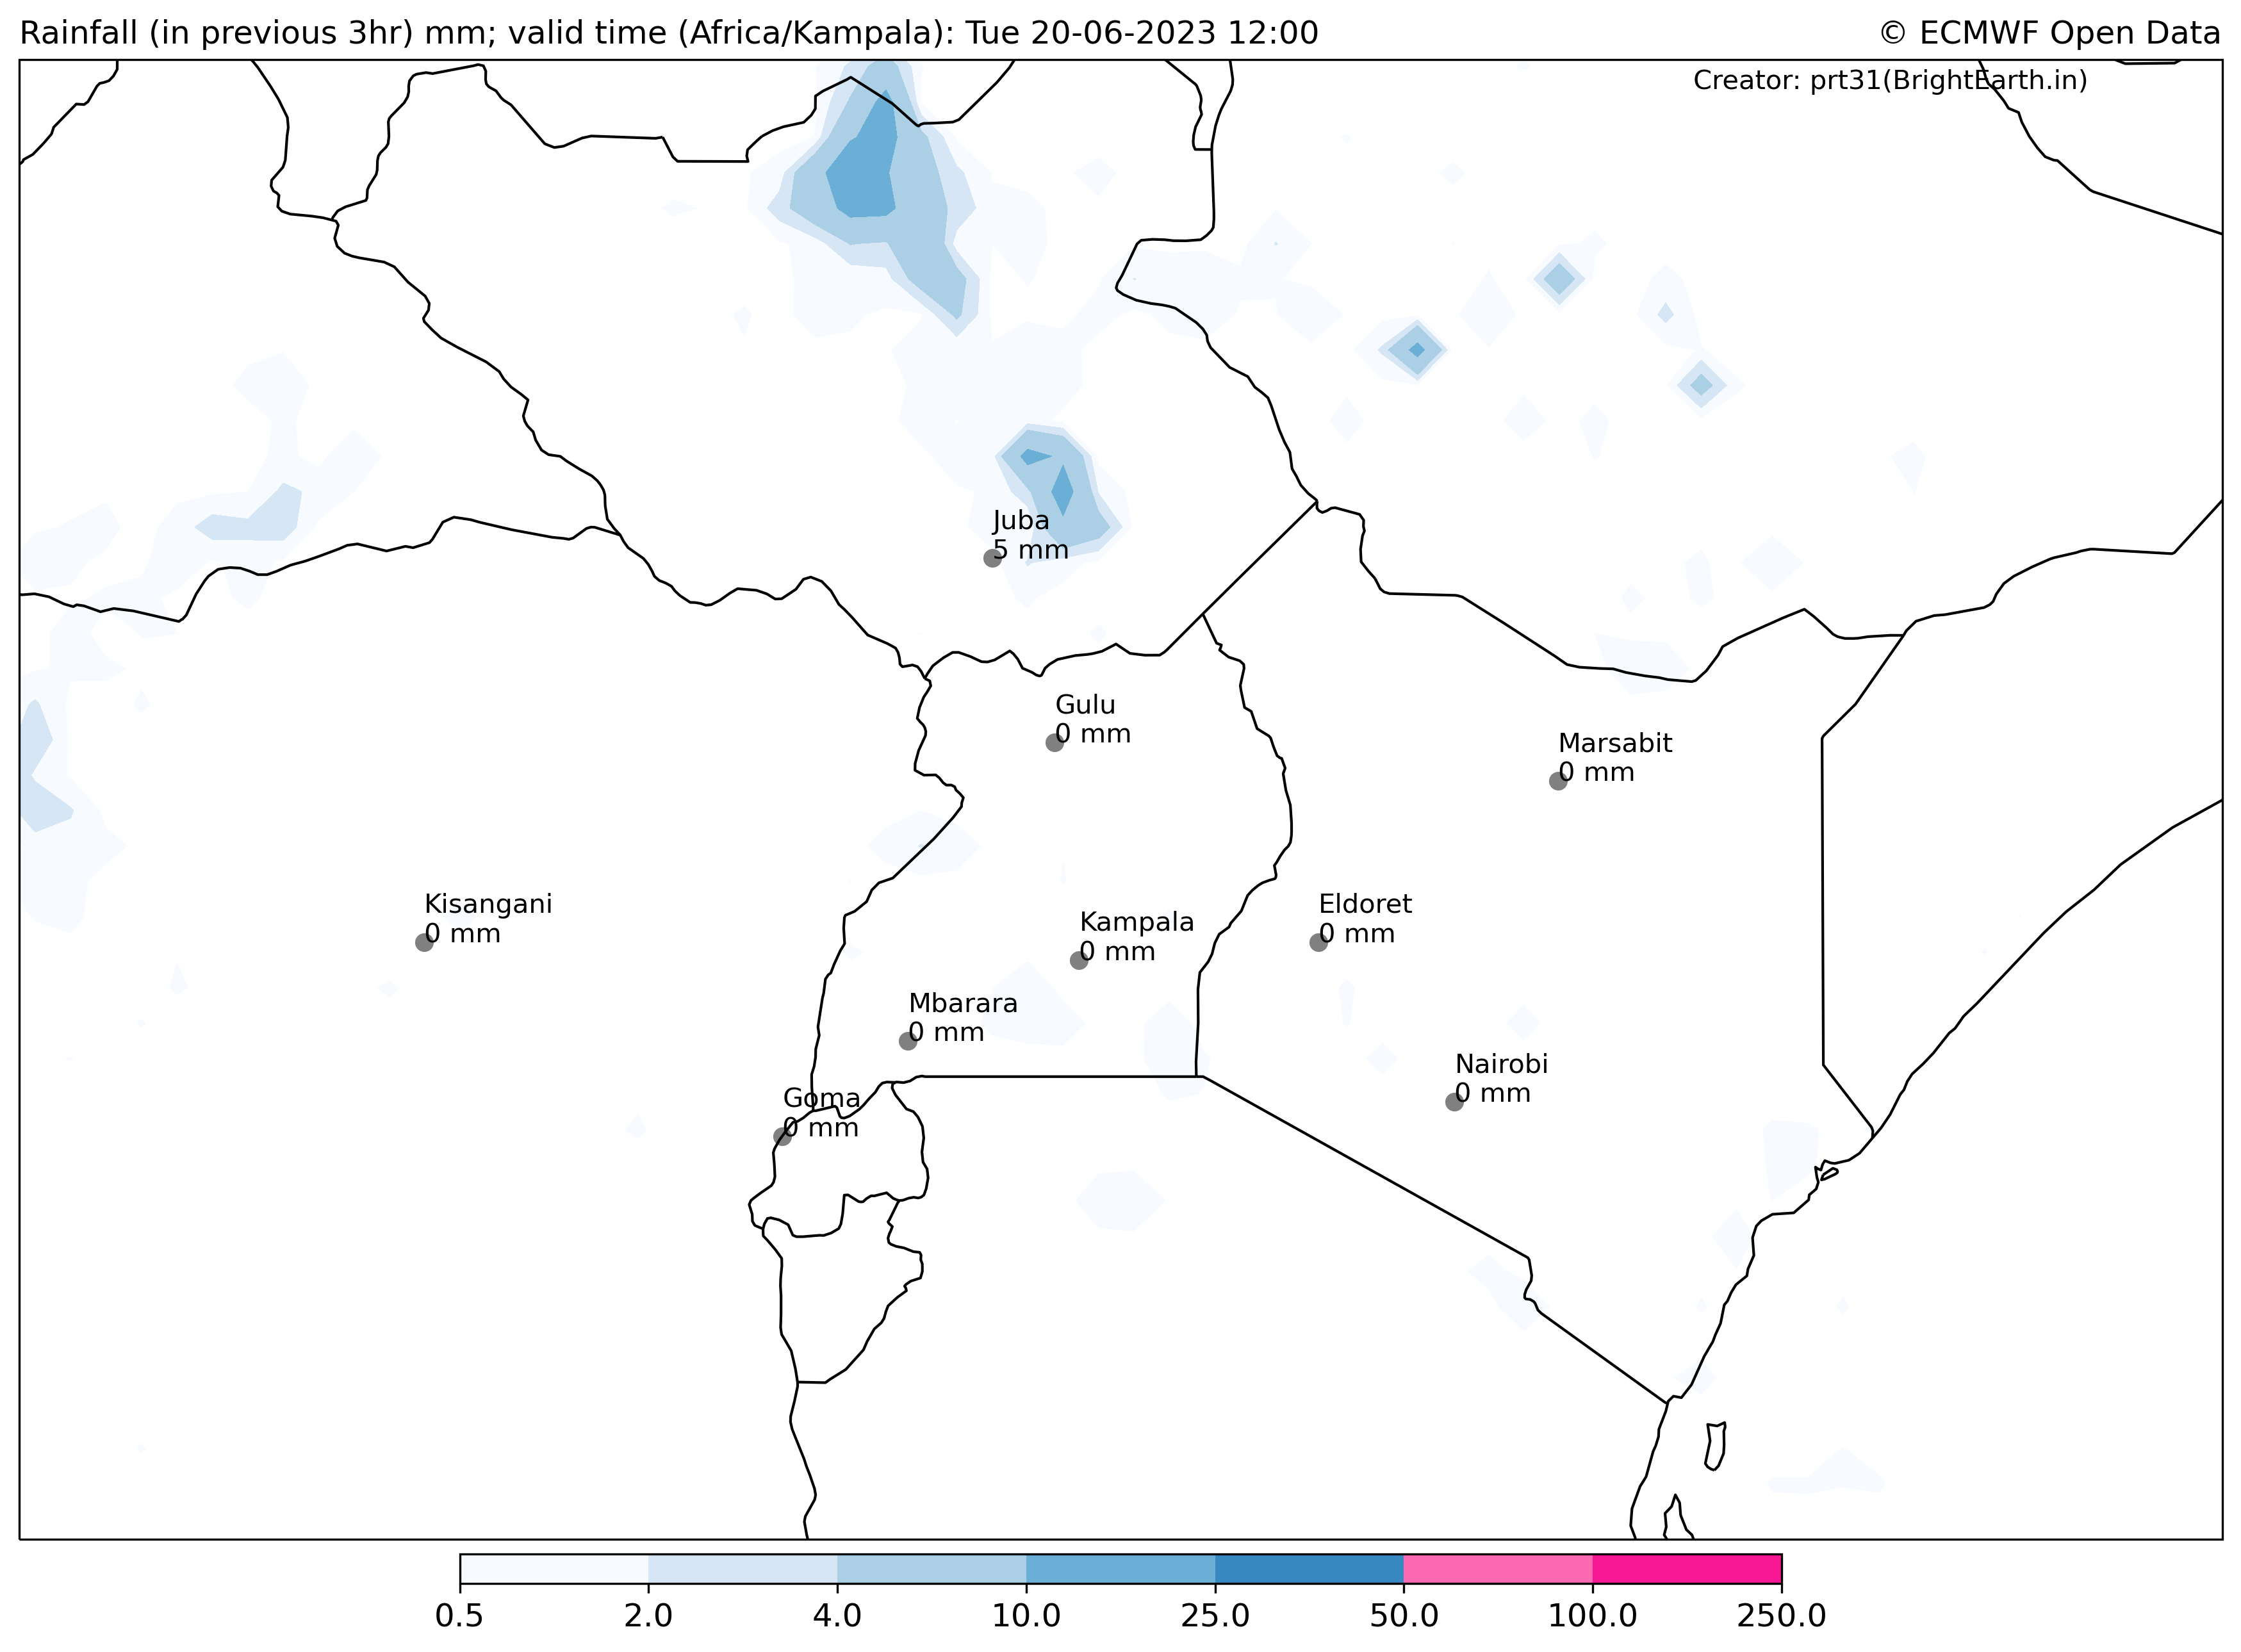 Rainfall (in previous 3hr) mm; valid time (Africa/Kampala): Tue 20-06-2023 12:00
© ECMWF Open Data
Creator: prt31(BrightEarth.in)
Juba
5 mm
Gulu
0 mm
Marsabit
0 mm
Kisangani
0 mm
Kampala
0 mm
Eldoret
0 mm
Mbarara
0 mm
Nairobi
0 mm
Goma
0 mm
0.5 2.0 4.0 10.0 25.0 50.0 100.0 250.0